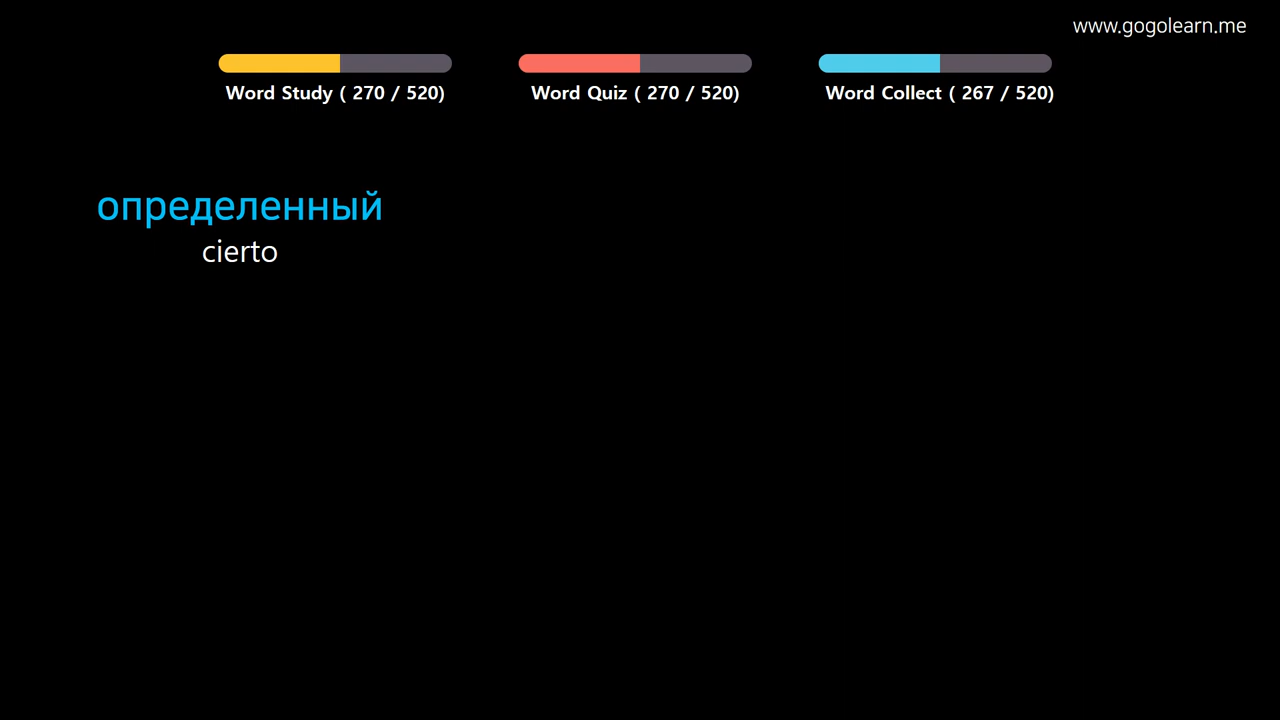 www.gogolearn.me
Word Study ( 270 / 520)
Word Quiz ( 270 / 520)
Word Collect ( 267 / 520)
определенный
cierto